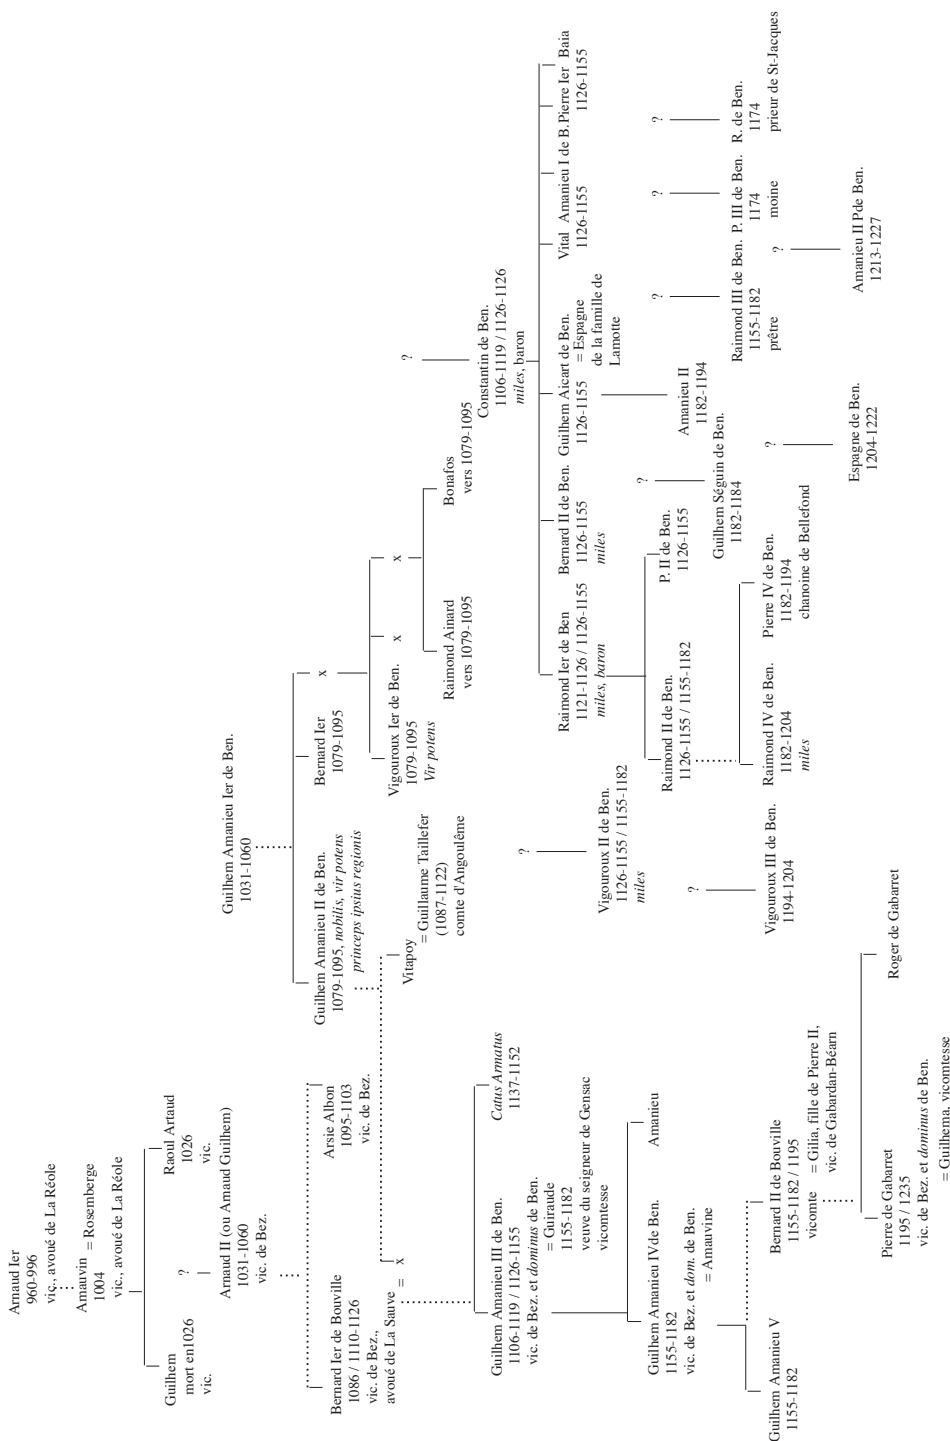 Arnaud Ier
960-996
vic., avoué de La Réole
Amauvin = Rosemberge
1004
vic., avoué de La Réole
Guilhem
mort en1026
vic.
?
Raoul Artaud
1026
vic.
Arnaud II (ou Arnaud Guilhem)
1031-1060
vic. de Bez.
Guilhem Amanieu Ier de Ben.
1031-1060
Bernard Ier de Bouville
1086 / 1110-1126
vic. de Bez.,
avoué de La Sauve = x
Arsie Albon
1095-1103
vic. de Bez.
Guilhem Amanieu II de Ben.
1079-1095, nobilis, vir potens
princeps ipsius regionis
Bernard Ier
1079-1095
x
Vigouroux Ier de Ben.
1079-1095
Vir potens
x
x
Raimond Ainard
vers 1079-1095
Bonafos
vers 1079-1095
Vitapoy
= Guillaume Taillefer
(1087-1122)
comte d'Angoulême
?
Constantin de Ben.
1106-1119 / 1126-1126
miles, baron
Guilhem Amanieu III de Ben.
1106-1119 / 1126-1155
vic. de Bez. et dominus de Ben.
= Guiraude
1155-1182
veuve du seigneur de Gensac
vicomtesse
Catus Armatus
1137-1152
?
Vigouroux II de Ben.
1126-1155 / 1155-1182
miles
Raimond Ier de Ben
1121-1126 / 1126-1155
miles, baron
Bernard II de Ben.
1126-1155
miles
Guilhem Aicart de Ben.
1126-1155
= Espagne
de la famille de
Lamotte
Vital
1126-1155
Amanieu I de B.
1126-1155
Pierre Ier
1126-1155
Baia
Guilhem Amanieu IV de Ben.
1155-1182
vic. de Bez. et dom. de Ben.
= Amauvine
Amanieu
Raimond II de Ben.
1126-1155 / 1155-1182
P. II de Ben.
1126-1155
?
Guilhem Séguin de Ben.
1182-1184
Amanieu II
1182-1194
?
Raimond III de Ben.
1155-1182
prêtre
?
P. III de Ben.
1174
moine
?
R. de Ben.
1174
prieur de St-Jacques
Guilhem Amanieu V
1155-1182
Bernard II de Bouville
1155-1182 / 1195
vicomte
= Gilia, fille de Pierre II,
vic. de Gabardan-Béarn
?
Vigouroux III de Ben.
1194-1204
Raimond IV de Ben.
1182-1204
miles
Pierre IV de Ben.
1182-1194
chanoine de Bellefond
?
Espagne de Ben.
1204-1222
?
Amanieu II Pde Ben.
1213-1227
Pierre de Gabarret
1195 / 1235
vic. de Bez. et dominus de Ben.
= Guilhema, vicomtesse
Roger de Gabarret